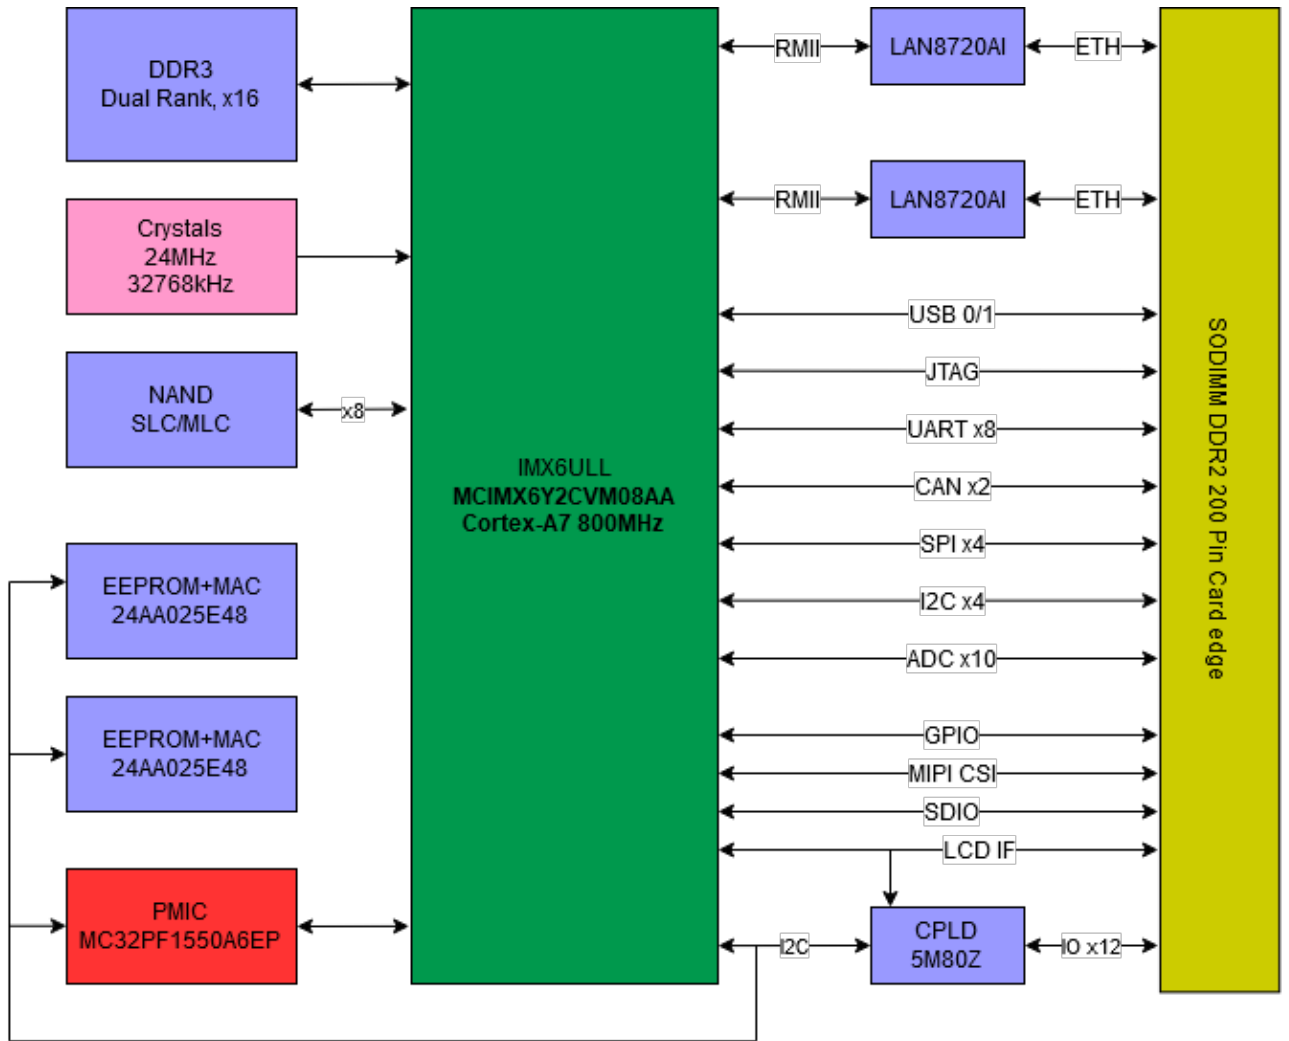 DDR3
Dual Rank, x16
Crystals
24MHz
32768kHz
NAND
SLC/MLC
x8
EEPROM+MAC
24AA025E48
EEPROM+MAC
24AA025E48
PMIC
MC32PF1550A6EP
IMX6ULL
MCIMX6Y2CVM08AA
Cortex-A7 800MHz
RMII
LAN8720AI
ETH
RMII
LAN8720AI
ETH
USB 0/1
JTAG
UART x8
CAN x2
SPI x4
I2C x4
ADC x10
GPIO
MIPI CSI
SDIO
LCD IF
I2C
CPLD
5M80Z
IO x12
SODIMM DDR2 200 Pin Card edge